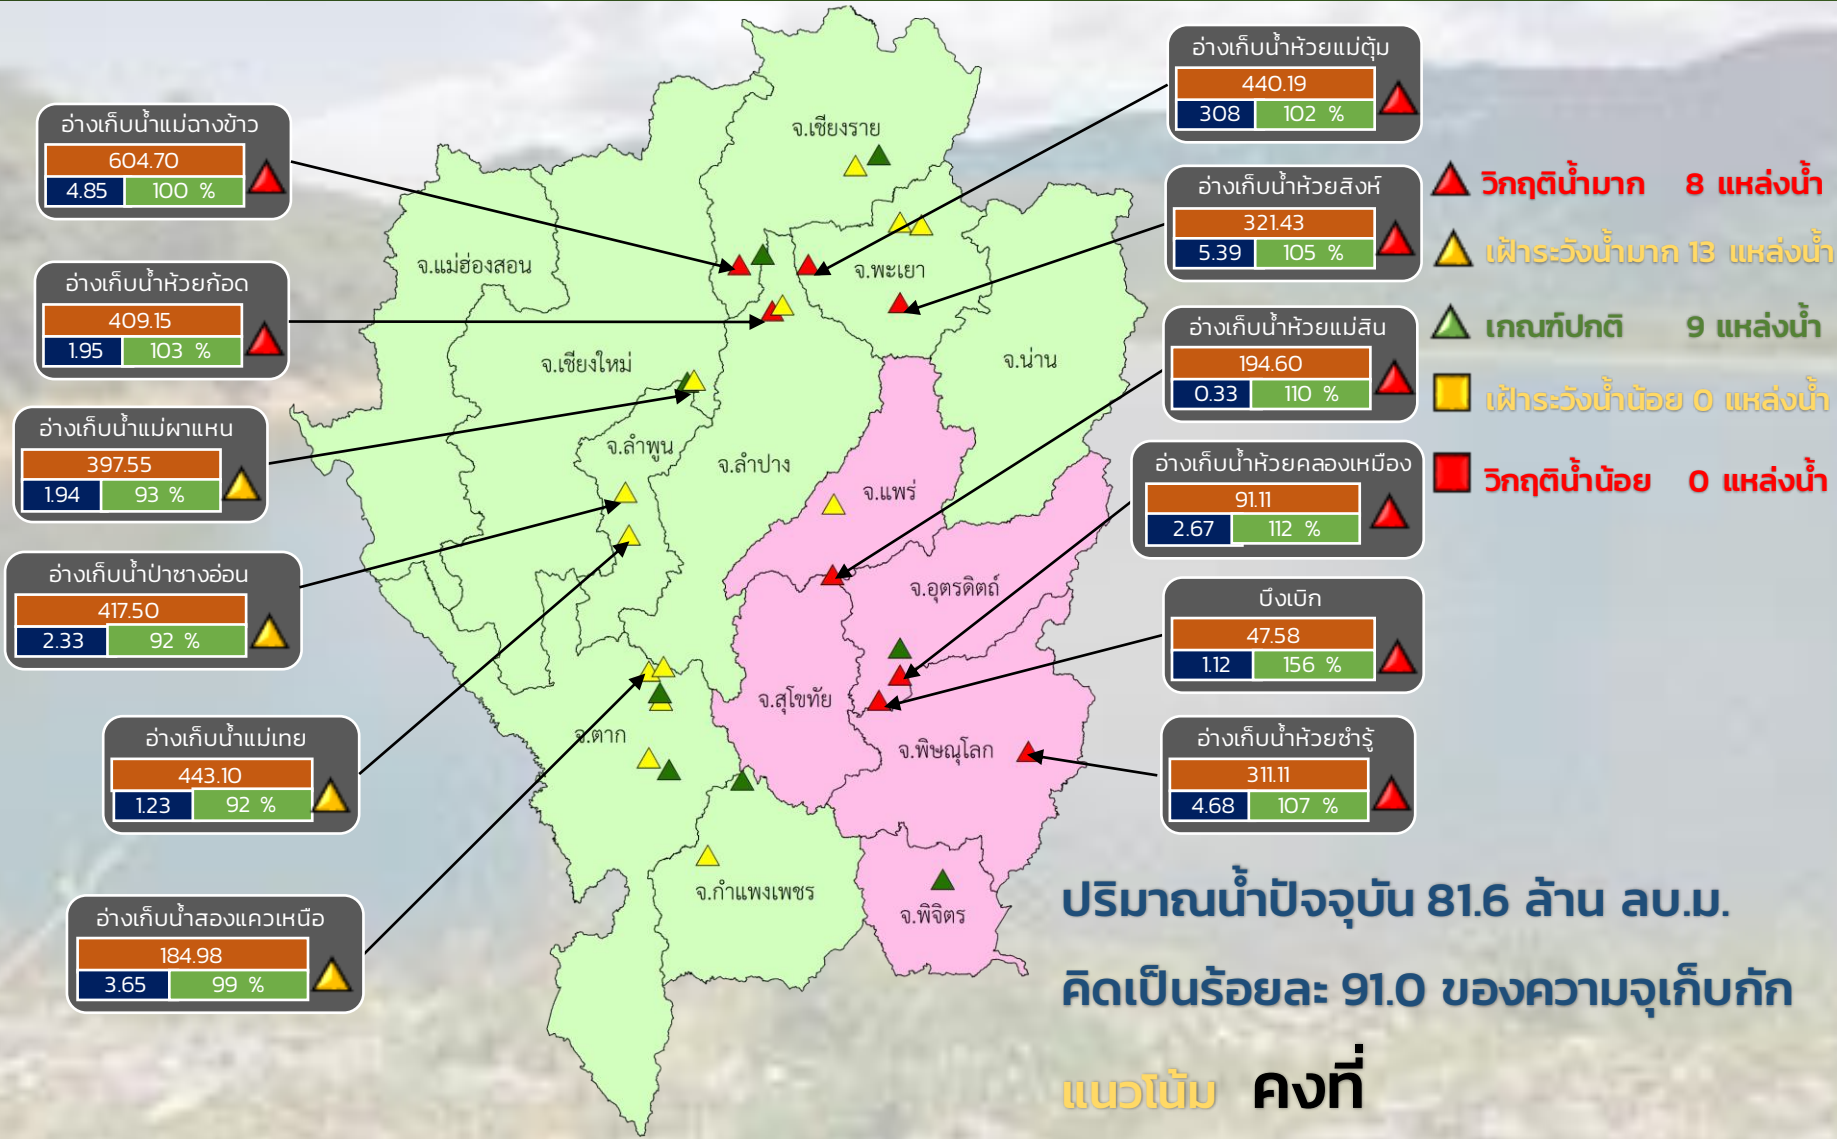 อ่างเก็บน้ำแม่ฉางข้าว
604.70
4.85 100 %
อ่างเก็บน้ำห้วยก้อด
409.15
1.95 103 %
อ่างเก็บน้ำแม่ผาแหน
397.55
1.94 93 %
อ่างเก็บน้ำป่าซางอ่อน
417.50
2.33 92 %
อ่างเก็บน้ำแม่เทย
443.10
1.23 92 %
อ่างเก็บน้ำสองแควเหนือ
184.98
3.65 99 %
จ.เชียงราย
จ.แม่ฮ่องสอน
จ.พะเยา
จ.เชียงใหม่
จ.น่าน
จ.ลำพูน
จ.ลำปาง
จ.แพร่
จ.อุตรดิตถ์
จ.สุโขทัย
จ.ตาก
จ.พิษณุโลก
จ.กำแพงเพชร
จ.พิจิตร
อ่างเก็บน้ำห้วยแม่ตุ้ม
440.19
308 102 %
อ่างเก็บน้ำห้วยสิงห์
321.43
5.39 105 %
อ่างเก็บน้ำห้วยแม่สิน
194.60
0.33 110 %
อ่างเก็บน้ำห้วยคลองเหมือง
91.11
2.67 112 %
บึงเบิก
47.58
1.12 156 %
อ่างเก็บน้ำห้วยซำรู้
311.11
4.68 107 %
วิกฤติน้ำมาก 8 แหล่งน้ำ
เฝ้าระวังน้ำมาก 13 แหล่งน้ำ
เกณฑ์ปกติ 9 แหล่งน้ำ
เฝ้าระวังน้ำน้อย 0 แหล่งน้ำ
วิกฤติน้ำน้อย 0 แหล่งน้ำ
ปริมาณน้ำปัจจุบัน 81.6 ล้าน ลบ.ม.
คิดเป็นร้อยละ 91.0 ของความจุเก็บกัก
แนวโน้ม คงที่